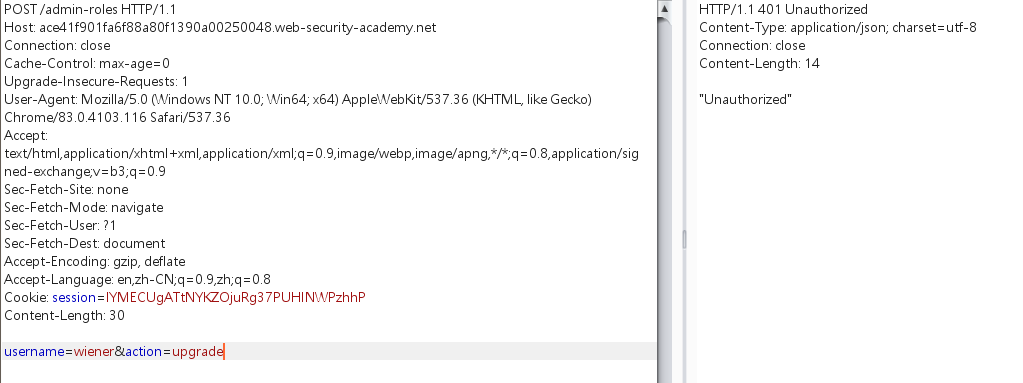 POST /admin-roles HTTP/1.1
Host: ace41f901fa6f88a80f1390a00250048.web-security-academy.net
Connection: close
Cache-Control: max-age=0
Upgrade-Insecure-Requests: 1
User-Agent: Mozilla/5.0 (Windows NT 10.0; Win64; x64) AppleWebKit/537.36 (KHTML, like Gecko)
Chrome/83.0.4103.116 Safari/537.36
Accept:
text/html,application/xhtml+xml,application/xml;q=0.9,image/webp,image/apng,*/*;q=0.8,application/sig
ned-exchange;v=b3;q=0.9
Sec-Fetch-Site: none
Sec-Fetch-Mode: navigate
Sec-Fetch-User: ?1
Sec-Fetch-Dest: document
Accept-Encoding: gzip, deflate
Accept-Language: en,zh-CN;q=0.9,zh;q=0.8
Cookie: session=IYMECUgATtNYKZOjuRg37PUHINWPzhhP
Content-Length: 30
username=wiener&action=upgrade
HTTP/1.1 401 Unauthorized
Content-Type: application/json; charset=utf-8
Connection: close
Content-Length: 14
"Unauthorized"